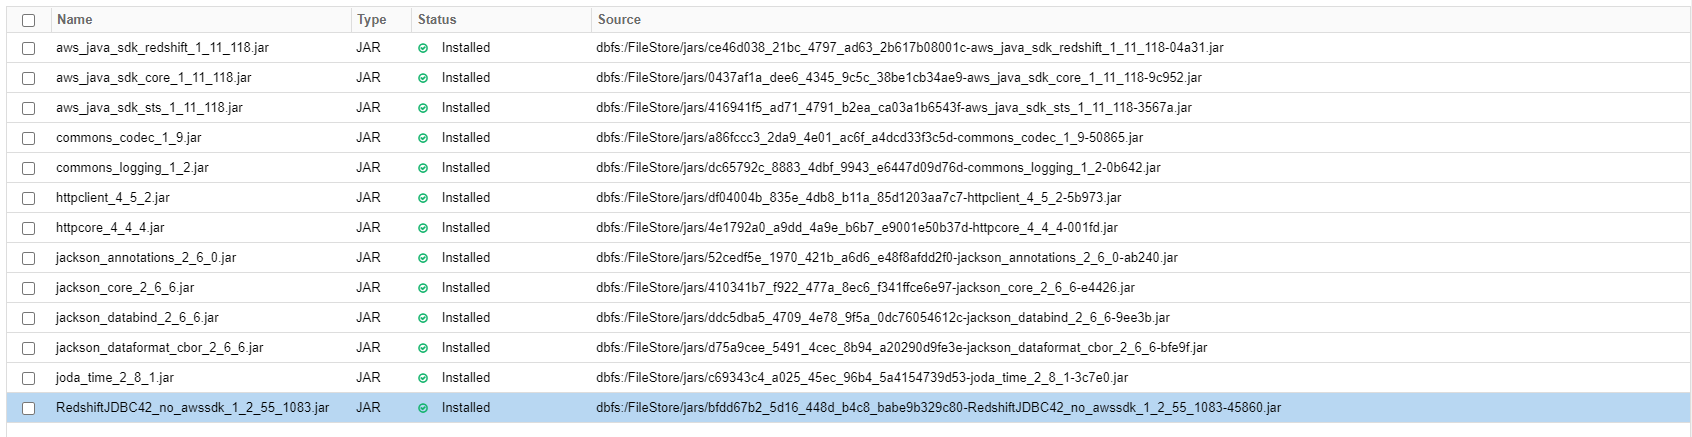 Name Type Status Source
aws_java_sdk_redshift_1_11_118.jar JAR Installed dbfs:/FileStore/jars/ce46d038_21bc_4797_ad63_2b617b08001c-aws_java_sdk_redshift_1_11_118-04a31.jar
aws_java_sdk_core_1_11_118.jar JAR Installed dbfs:/FileStore/jars/0437af1a_dee6_4345_9c5c_38be1cb34ae9-aws_java_sdk_core_1_11_118-9c952.jar
aws_java_sdk_sts_1_11_118.jar JAR Installed dbfs:/FileStore/jars/416941f5_ad71_4791_b2ea_ca03a1b6543f-aws_java_sdk_sts_1_11_118-3567a.jar
commons_codec_1_9.jar JAR Installed dbfs:/FileStore/jars/a86fccc3_2da9_4e01_ac6f_a4dcd33f3c5d-commons_codec_1_9-50865.jar
commons_logging_1_2.jar JAR Installed dbfs:/FileStore/jars/dc65792c_8883_4dbf_9943_e6447d09d76d-commons_logging_1_2-0b642.jar
httpclient_4_5_2.jar JAR Installed dbfs:/FileStore/jars/df04004b_835e_4db8_b11a_85d1203aa7c7-httpclient_4_5_2-5b973.jar
httpcore_4_4_4.jar JAR Installed dbfs:/FileStore/jars/4e1792a0_a9dd_4a9e_b6b7_e9001e50b37d-httpcore_4_4_4-001fd.jar
jackson_annotations_2_6_0.jar JAR Installed dbfs:/FileStore/jars/52cedf5e_1970_421b_a6d6_e48f8afdd2f0-jackson_annotations_2_6_0-ab240.jar
jackson_core_2_6_6.jar JAR Installed dbfs:/FileStore/jars/410341b7_f922_477a_8ec6_f341ffce6e97-jackson_core_2_6_6-e4426.jar
jackson_databind_2_6_6.jar JAR Installed dbfs:/FileStore/jars/ddc5dba5_4709_4e78_9f5a_0dc76054612c-jackson_databind_2_6_6-9ee3b.jar
jackson_dataformat_cbor_2_6_6.jar JAR Installed dbfs:/FileStore/jars/d75a9cee_5491_4cec_8b94_a20290d9fe3e-jackson_dataformat_cbor_2_6_6-bfe9f.jar
joda_time_2_8_1.jar JAR Installed dbfs:/FileStore/jars/c69343c4_a025_45ec_96b4_5a4154739d53-joda_time_2_8_1-3c7e0.jar
RedshiftJDBC42_no_awssdk_1_2_55_1083.jar JAR Installed dbfs:/FileStore/jars/bfdd67b2_5d16_448d_b4c8_babe9b329c80-RedshiftJDBC42_no_awssdk_1_2_55_1083-45860.jar